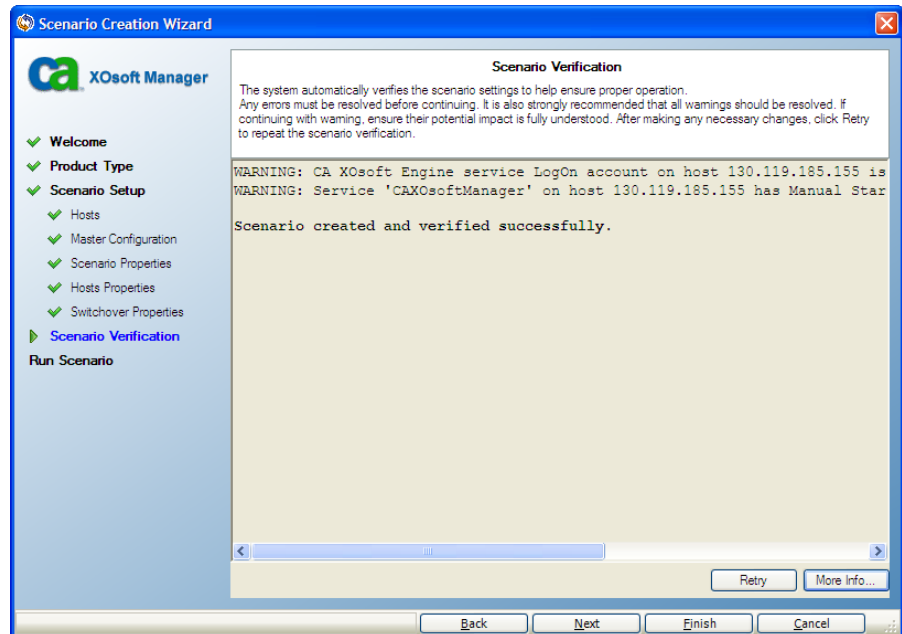 Scenario Creation Wizard
ca XOsoft Manager
Welcome
Product Type
Scenario Setup
Hosts
Master Configuration
Scenario Properties
Hosts Properties
Switchover Properties
Scenario Verification
Run Scenario
Scenario Verification
The system automatically verifies the scenario settings to help ensure proper operation.
Any errors must be resolved before continuing. It is also strongly recommended that all warnings should be resolved. If
continuing with warning, ensure their potential impact is fully understood. After making any necessary changes, click Retry
to repeat the scenario verification.
WARNING: CA XOsoft Engine service LogOn account on host 130.119.185.155 is
WARNING: Service 'CAXOsoftManager' on host 130.119.185.155 has Manual Star
Scenario created and verified successfully.
Retry
More Info...
Back
Next
Finish
Cancel